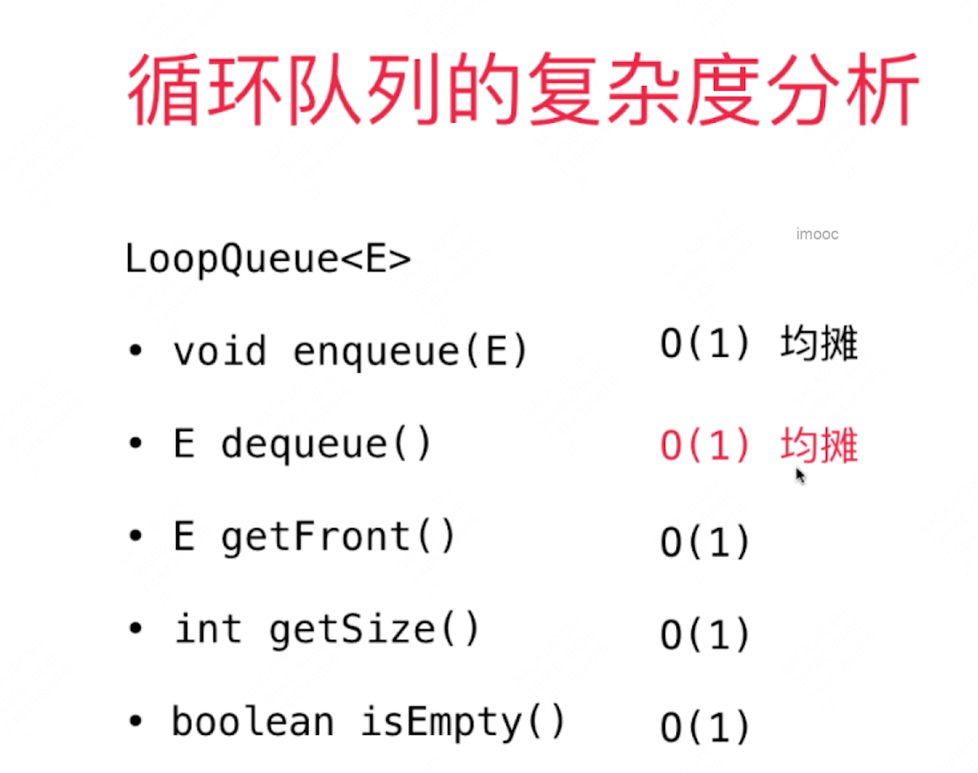 循环队列的复杂度分析
imooc
LoopQueue<E>
• void enqueue(E) O(1) 均摊
• E dequeue() O(1) 均摊
• E getFront() O(1)
• int getSize() O(1)
• boolean isEmpty() O(1)